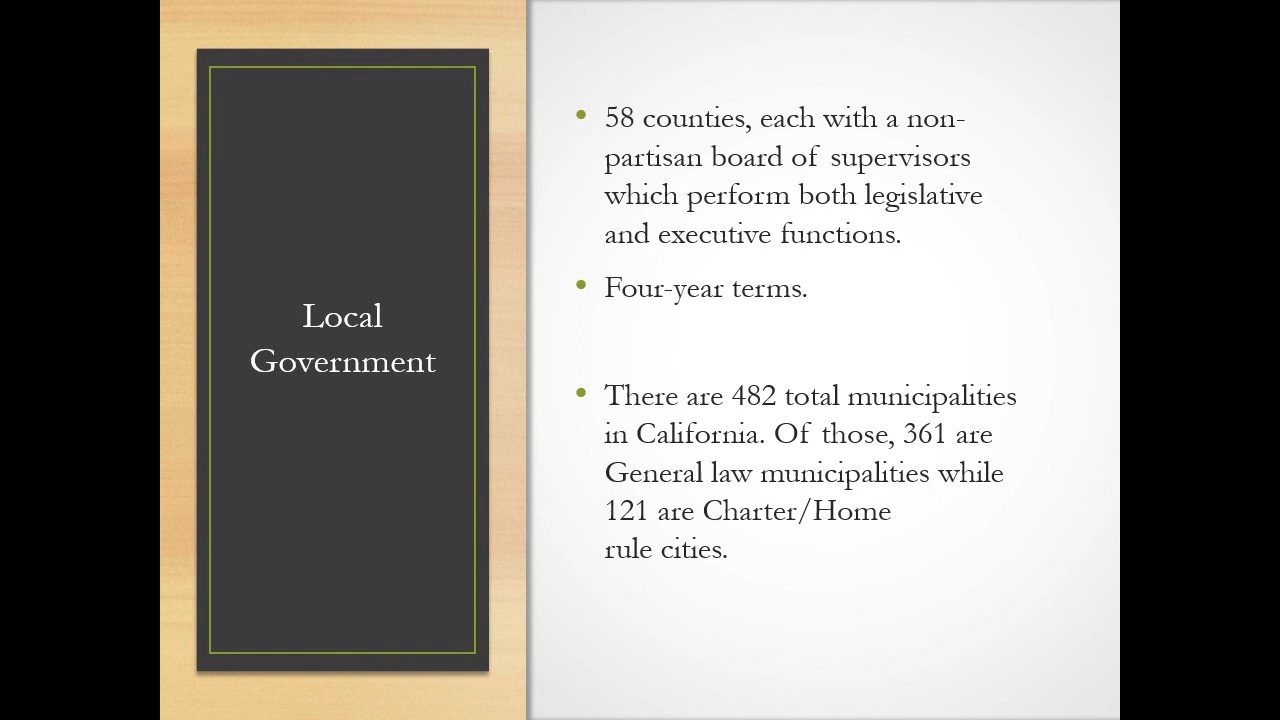 Local
Government
• 58 counties, each with a non-
partisan board of supervisors
which perform both legislative
and executive functions.
• Four-year terms.
• There are 482 total municipalities
in California. Of those, 361 are
General law municipalities while
121 are Charter/Home
rule cities.